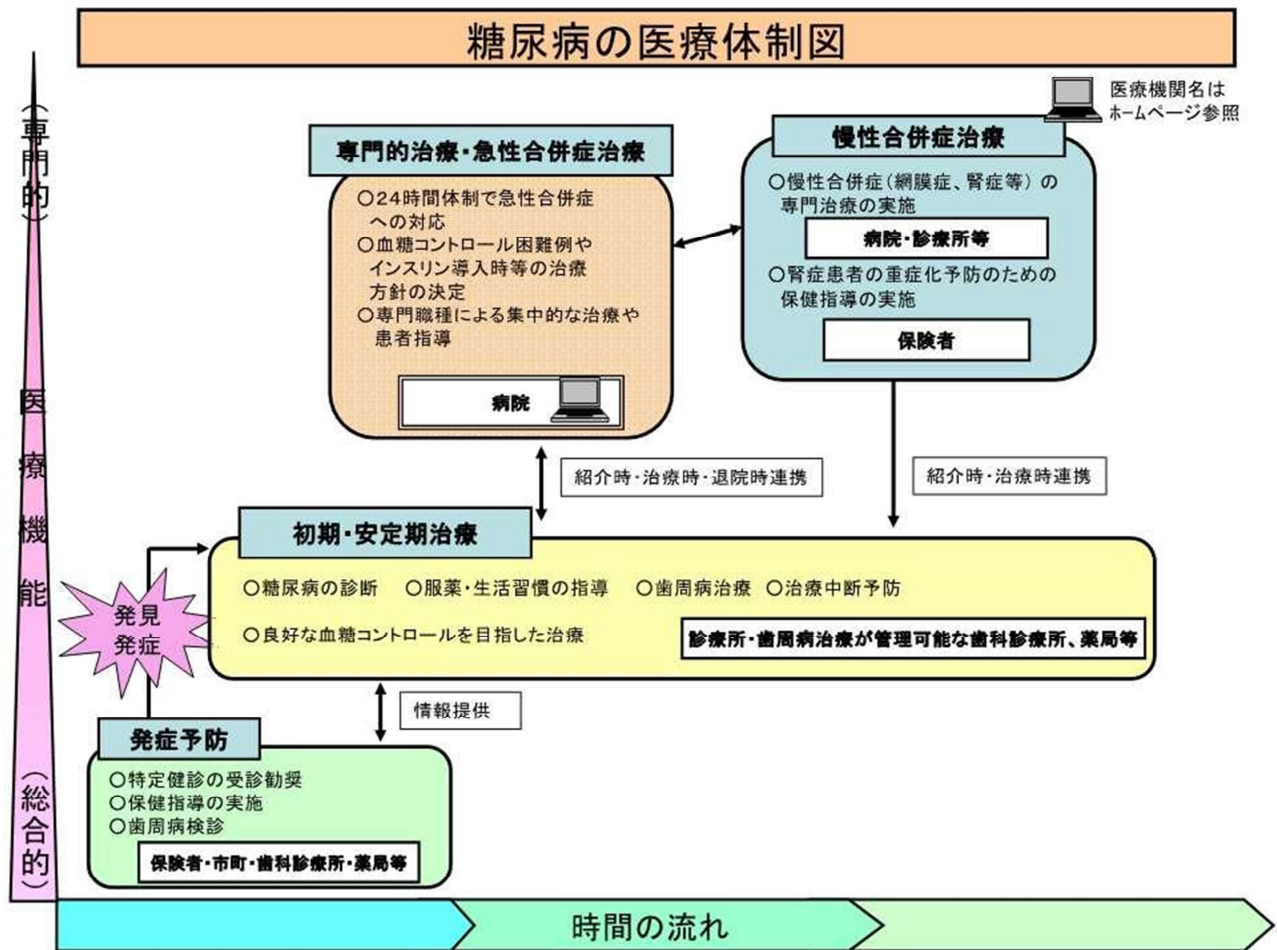 糖尿病の医療体制図
医療機関名は
ホームページ参照
(専門的)
医療機能
(総合的)
専門的治療・急性合併症治療
○24時間体制で急性合併症
への対応
○血糖コントロール困難例や
インスリン導入時等の治療
方針の決定
○専門職種による集中的な治療や
患者指導
病院
慢性合併症治療
○慢性合併症(網膜症、腎症等)の
専門治療の実施
病院・診療所等
○腎症患者の重症化予防のための
保健指導の実施
保険者
紹介時・治療時・退院時連携
紹介時・治療時連携
初期・安定期治療
○糖尿病の診断 ○服薬・生活習慣の指導 ○歯周病治療 ○治療中断予防
○良好な血糖コントロールを目指した治療
診療所・歯周病治療が管理可能な歯科診療所、薬局等
発見
発症
情報提供
発症予防
○特定健診の受診勧奨
○保健指導の実施
○歯周病検診
保険者・市町・歯科診療所・薬局等
時間の流れ